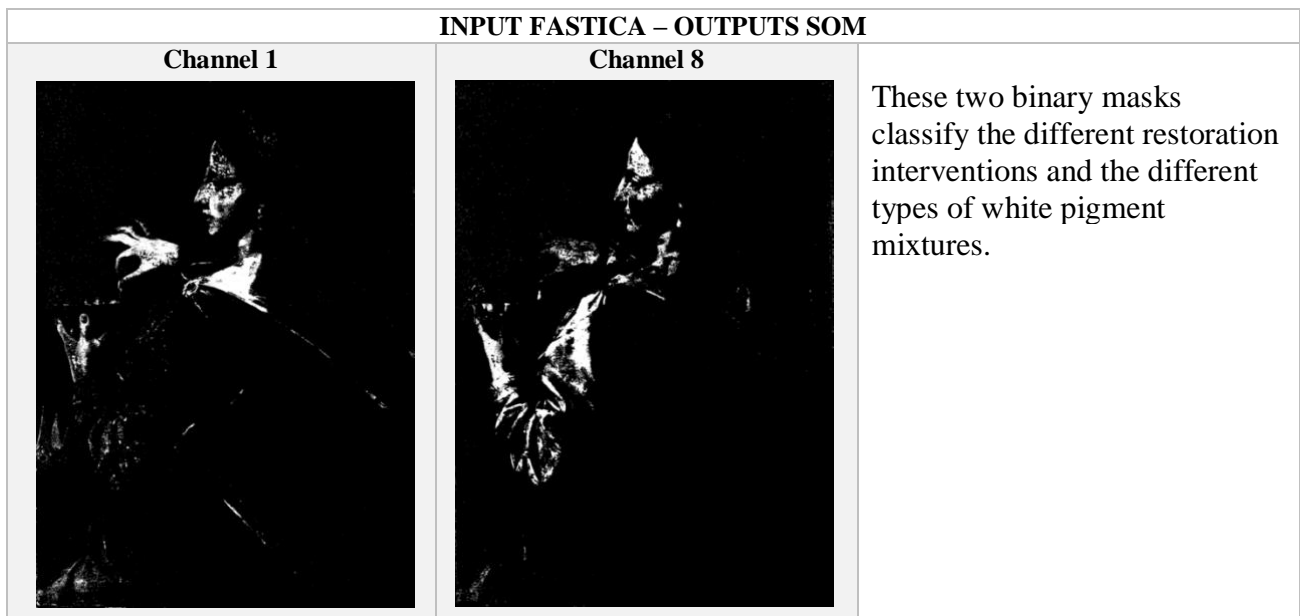 INPUT FASTICA – OUTPUTS SOM
Channel 1
Channel 8
These two binary masks
classify the different restoration
interventions and the different
types of white pigment
mixtures.